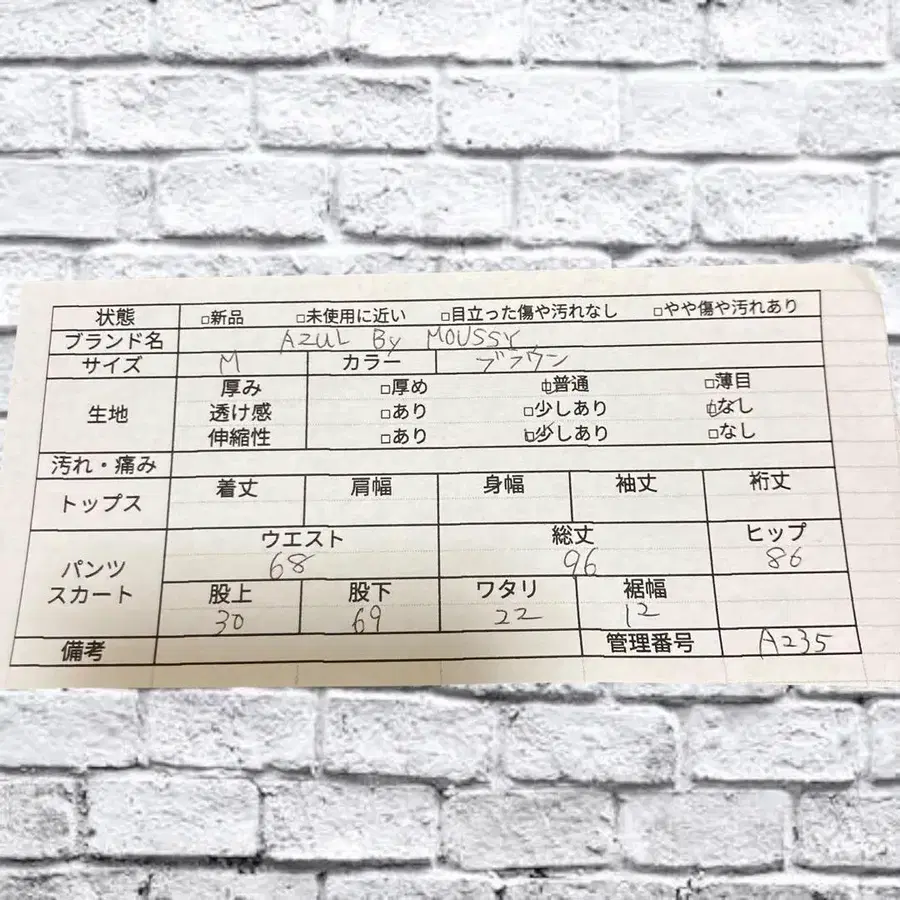 状態 □新品 □未使用に近い □目立った傷や汚れなし □やや傷や汚れあり
ブランド名 AZUL By MOUSSY
サイズ M カラー ブラウン
生地 厚み □厚め ☑普通 □薄目
透け感 □あり □少しあり ☑なし
伸縮性 □あり ☑少しあり □なし
汚れ・痛み
トップス 着丈 肩幅 身幅 袖丈 裄丈
パンツ スカート ウエスト 総丈 ヒップ
68 96 86
股上 股下 ワタリ 裾幅
30 69 22 12
備考 管理番号 A235